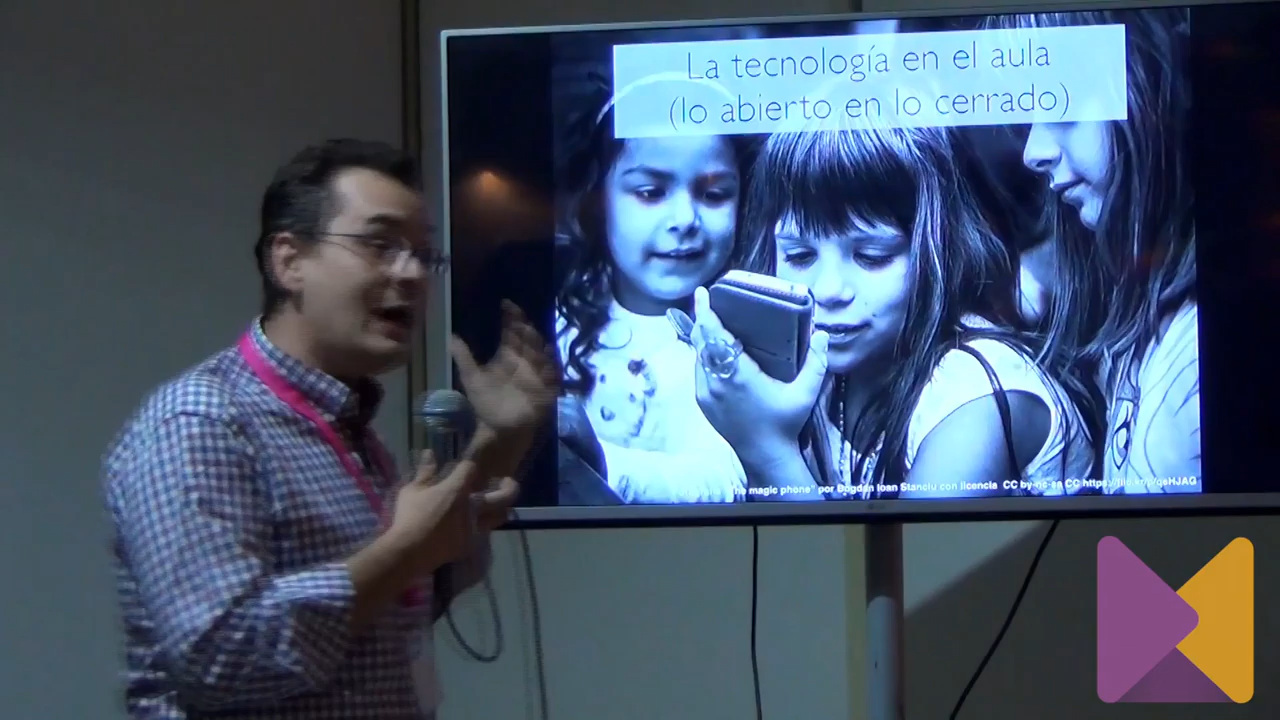 La tecnología en el aula
(lo abierto en lo cerrado)
magic phone" por Bogdan Ioan Stanciu con licencia CC by-nc-sa CC